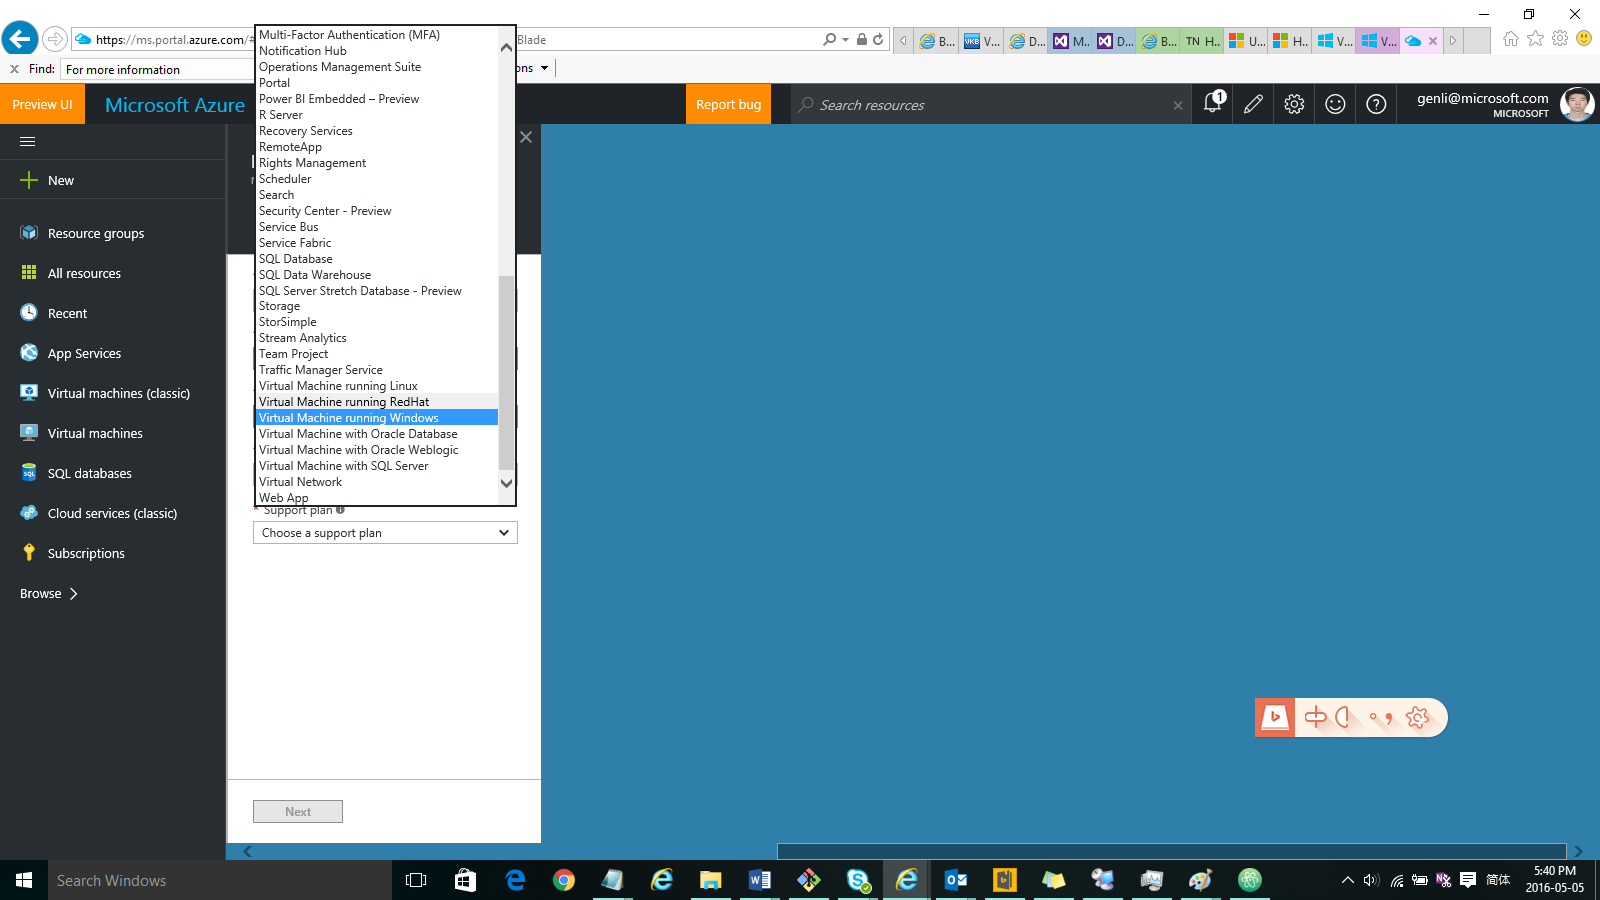 https://ms.portal.azure.com/#
Blade
B...
V...
D...
M...
D...
B...
TN H...
U...
H...
V...
V...
Find:
For more information
ons
Preview UI
Microsoft Azure
Report bug
Search resources
1
genli@microsoft.com
MICROSOFT
New
Resource groups
All resources
Recent
App Services
Virtual machines (classic)
Virtual machines
SQL databases
Cloud services (classic)
Subscriptions
Browse
Multi-Factor Authentication (MFA)
Notification Hub
Operations Management Suite
Portal
Power BI Embedded – Preview
R Server
Recovery Services
RemoteApp
Rights Management
Scheduler
Search
Security Center - Preview
Service Bus
Service Fabric
SQL Database
SQL Data Warehouse
SQL Server Stretch Database - Preview
Storage
StorSimple
Stream Analytics
Team Project
Traffic Manager Service
Virtual Machine running Linux
Virtual Machine running RedHat
Virtual Machine running Windows
Virtual Machine with Oracle Database
Virtual Machine with Oracle Weblogic
Virtual Machine with SQL Server
Virtual Network
Web App
* Support plan
Choose a support plan
Next
Search Windows
简体
5:40 PM
2016-05-05